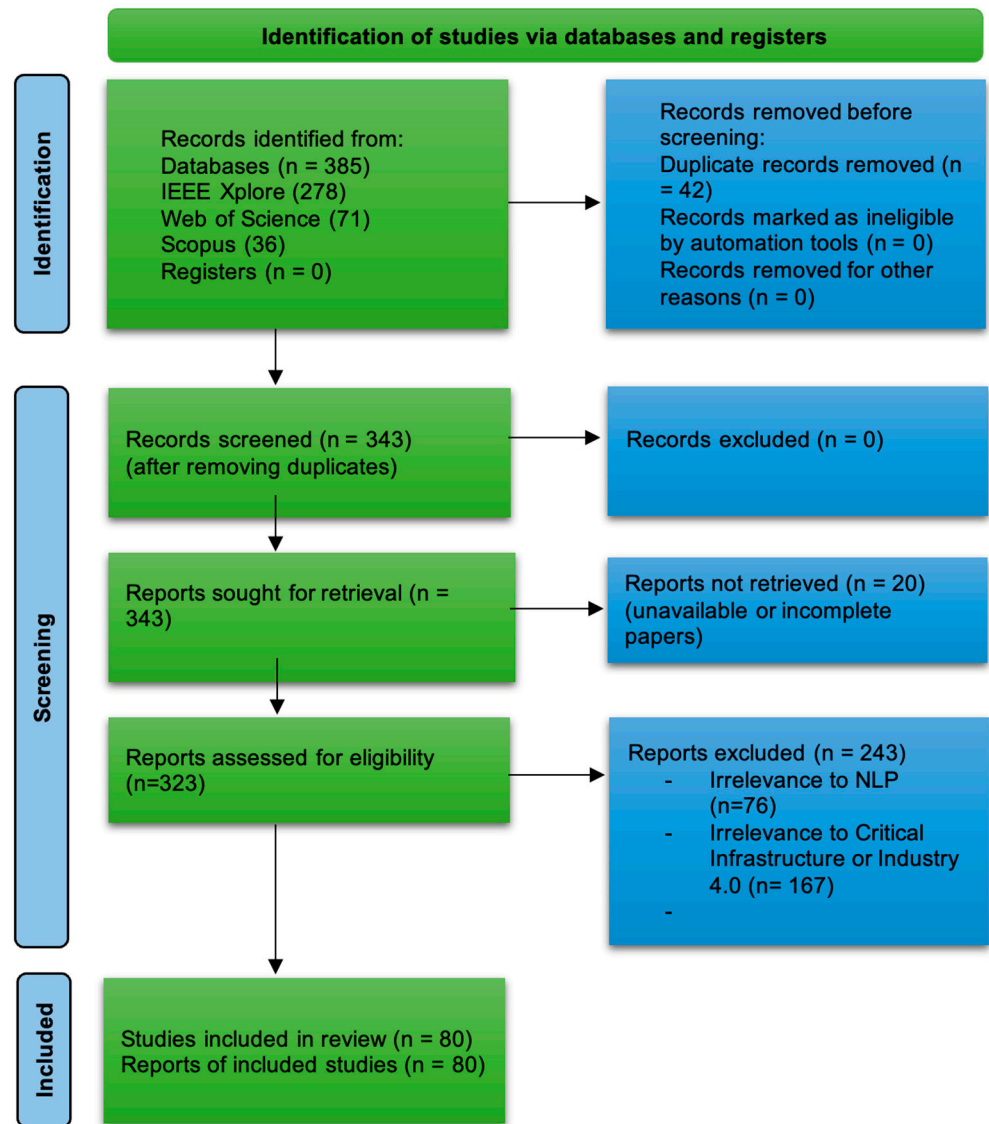 Identification of studies via databases and registers
Identification
Records identified from:
Databases (n = 385)
IEEE Xplore (278)
Web of Science (71)
Scopus (36)
Registers (n = 0)
Records removed before
screening:
Duplicate records removed (n
= 42)
Records marked as ineligible
by automation tools (n = 0)
Records removed for other
reasons (n = 0)
Screening
Records screened (n = 343)
(after removing duplicates)
Records excluded (n = 0)
Reports sought for retrieval (n =
343)
Reports not retrieved (n = 20)
(unavailable or incomplete
papers)
Reports assessed for eligibility
(n=323)
Reports excluded (n = 243)
- Irrelevance to NLP
(n=76)
- Irrelevance to Critical
Infrastructure or Industry
4.0 (n= 167)
-
Included
Studies included in review (n = 80)
Reports of included studies (n = 80)